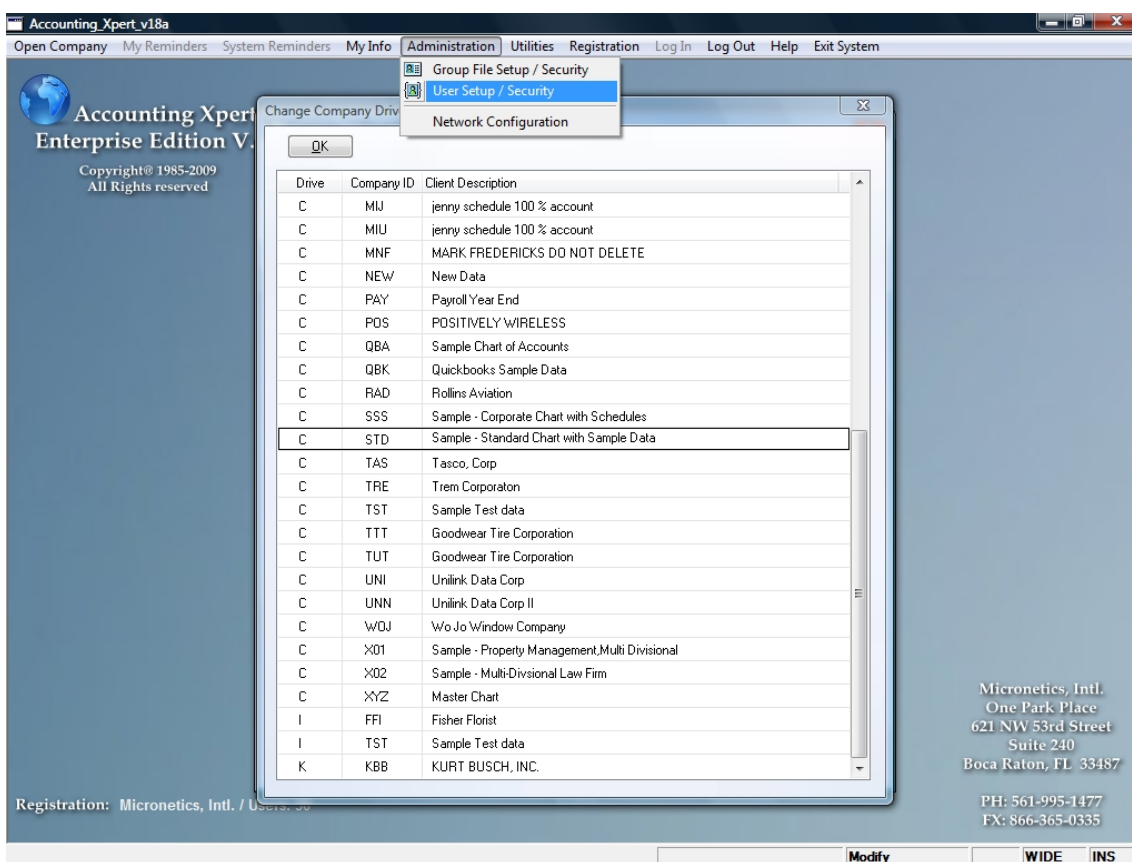 Accounting_Xpert_v18a
Open Company My Reminders System Reminders My Info Administration Utilities Registration Log In Log Out Help Exit System
Group File Setup / Security
User Setup / Security
Network Configuration
Accounting Xpert
Enterprise Edition V.
Copyright© 1985-2009
All Rights reserved
Change Company Driv
OK
Drive Company ID Client Description
C MIJ jenny schedule 100 % account
C MIU jenny schedule 100 % account
C MNF MARK FREDERICKS DO NOT DELETE
C NEW New Data
C PAY Payroll Year End
C POS POSITIVELY WIRELESS
C QBA Sample Chart of Accounts
C QBK Quickbooks Sample Data
C RAD Rollins Aviation
C SSS Sample - Corporate Chart with Schedules
C STD Sample - Standard Chart with Sample Data
C TAS Tasco, Corp
C TRE Trem Corporaton
C TST Sample Test data
C TTT Goodwear Tire Corporation
C TUT Goodwear Tire Corporation
C UNI Unilink Data Corp
C UNN Unilink Data Corp II
C WOJ Wo Jo Window Company
C X01 Sample - Property Management,Multi Divisional
C X02 Sample - Multi-Divsional Law Firm
C XYZ Master Chart
I FFI Fisher Florist
I TST Sample Test data
K KBB KURT BUSCH, INC.
Micronetics, Intl.
One Park Place
621 NW 53rd Street
Suite 240
Boca Raton, FL 33487
PH: 561-995-1477
FX: 866-365-0335
Registration: Micronetics, Intl. /
Modify WIDE INS